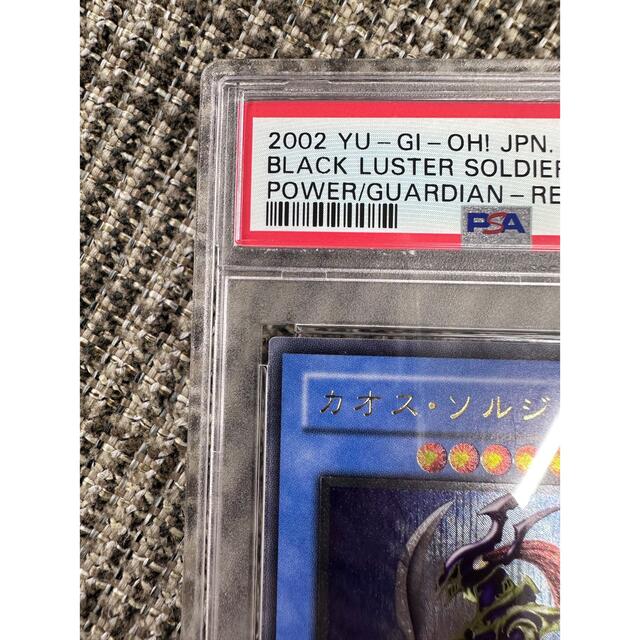 2002 YU-GI-OH! JPN.
BLACK LUSTER SOLDIER
POWER/GUARDIAN-RE
PSA
カオス・ソルジ